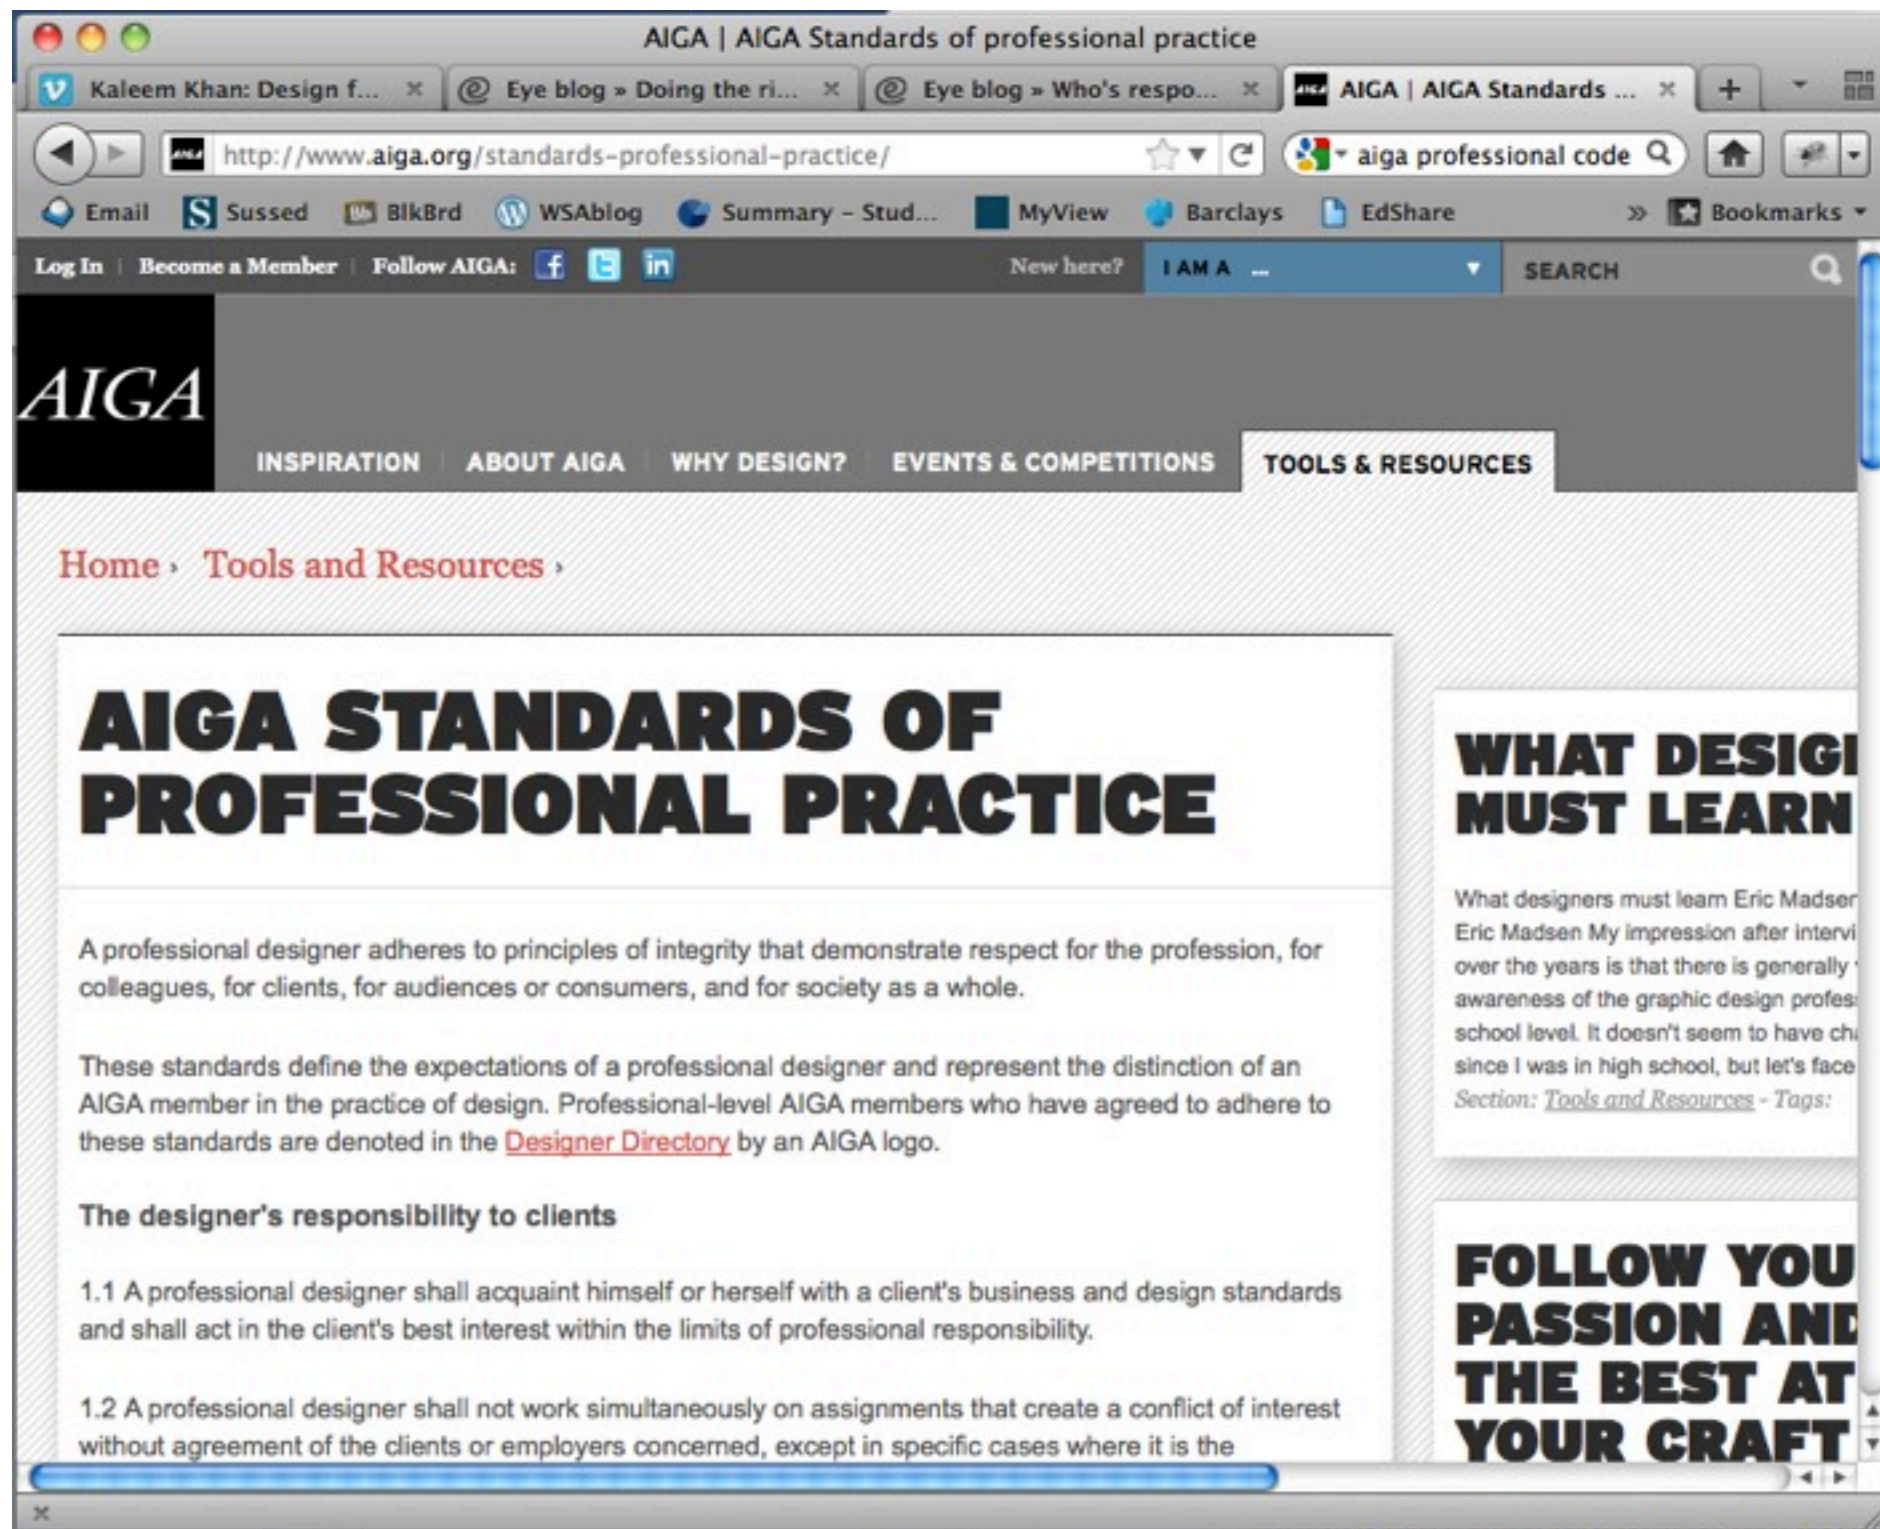 AIGA | AIGA Standards of professional practice
Kaleem Khan: Design f...
Eye blog » Doing the ri...
Eye blog » Who's respo...
AIGA | AIGA Standards ...
http://www.aiga.org/standards-professional-practice/
aiga professional code
Email
Sussed
BlkBrd
WSAblog
Summary – Stud...
MyView
Barclays
EdShare
»
Bookmarks
Log In | Become a Member | Follow AIGA:
New here?
I AM A ...
SEARCH
AIGA
INSPIRATION
ABOUT AIGA
WHY DESIGN?
EVENTS & COMPETITIONS
TOOLS & RESOURCES
Home › Tools and Resources ›
AIGA STANDARDS OF
PROFESSIONAL PRACTICE
A professional designer adheres to principles of integrity that demonstrate respect for the profession, for
colleagues, for clients, for audiences or consumers, and for society as a whole.
These standards define the expectations of a professional designer and represent the distinction of an
AIGA member in the practice of design. Professional-level AIGA members who have agreed to adhere to
these standards are denoted in the Designer Directory by an AIGA logo.
The designer's responsibility to clients
1.1 A professional designer shall acquaint himself or herself with a client's business and design standards
and shall act in the client's best interest within the limits of professional responsibility.
1.2 A professional designer shall not work simultaneously on assignments that create a conflict of interest
without agreement of the clients or employers concerned, except in specific cases where it is the
WHAT DESIG
MUST LEARN
What designers must learn Eric Madsen
Eric Madsen My impression after intervi
over the years is that there is generally
awareness of the graphic design profes
school level. It doesn't seem to have cha
since I was in high school, but let's face
Section: Tools and Resources - Tags:
FOLLOW YOU
PASSION AND
THE BEST AT
YOUR CRAFT